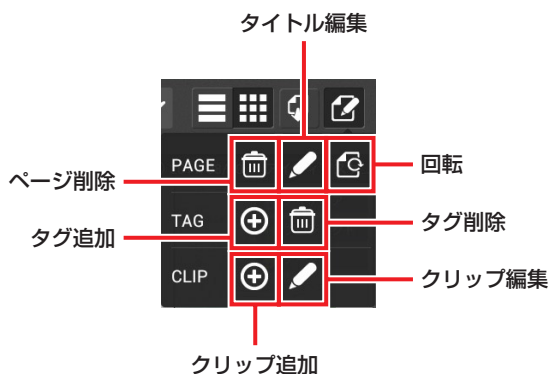 タイトル編集
PAGE
回転
ページ削除
TAG
タグ削除
タグ追加
CLIP
クリップ編集
クリップ追加